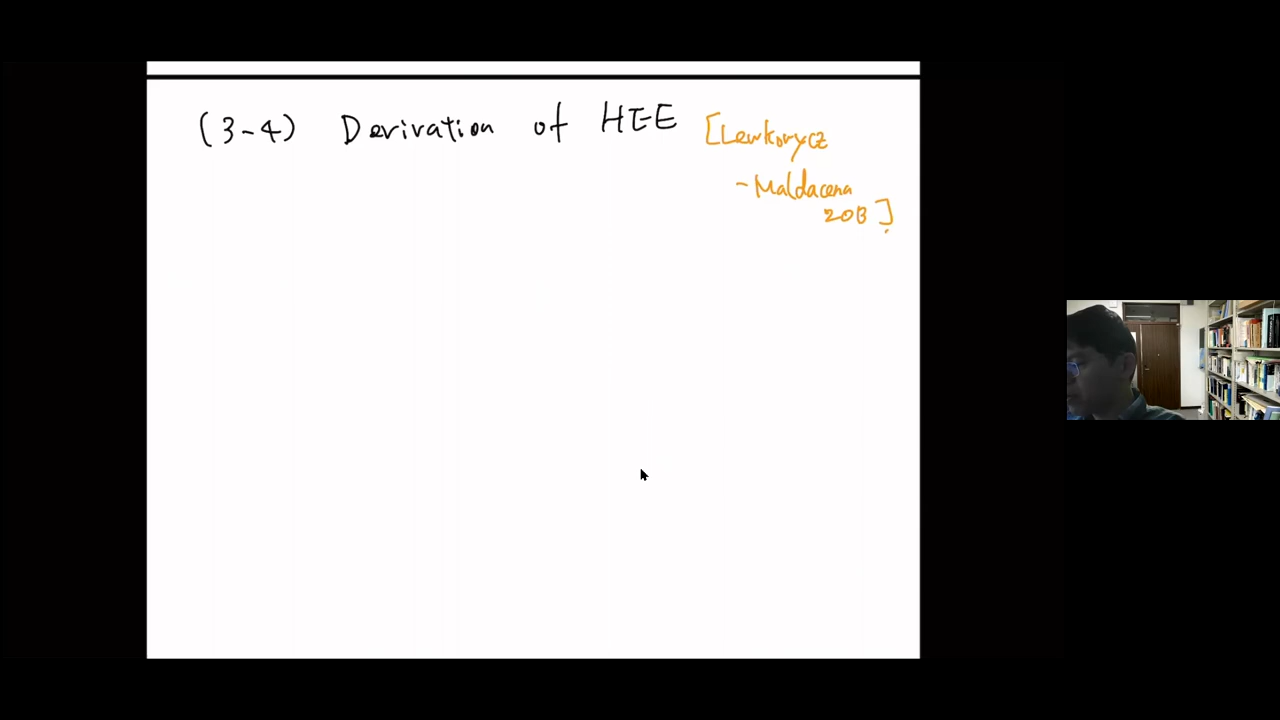 (3-4) Derivation of HEE [Lewkowycz
-Maldacena
2013]